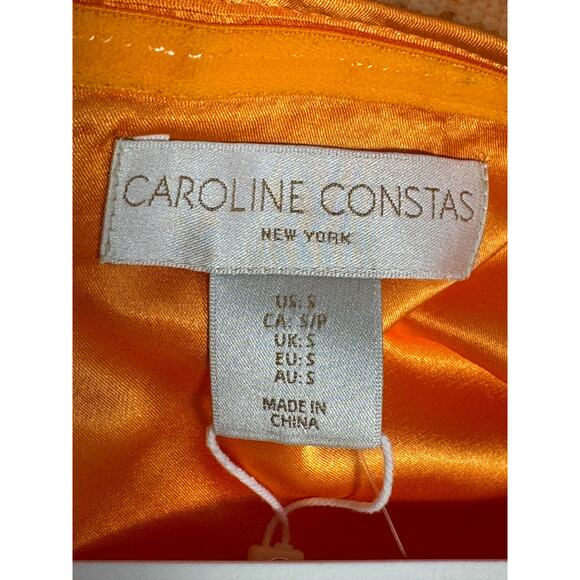 CAROLINE CONSTAS
NEW YORK
US: S
CA: S/P
UK: S
EU: S
AU: S
MADE IN
CHINA